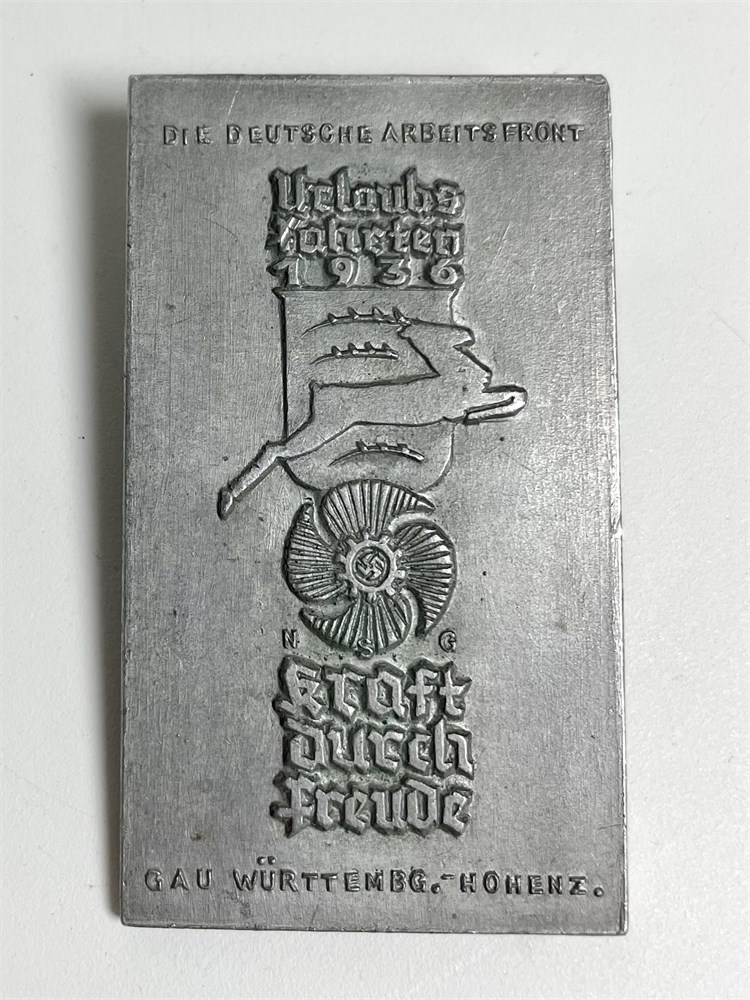 DIE DEUTSCHE ARBEITSFRONT
Urlaubs
fahrten
1936
N S G
Kraft
durch
freude
GAU WÜRTTEMBG.-HOHENZ.